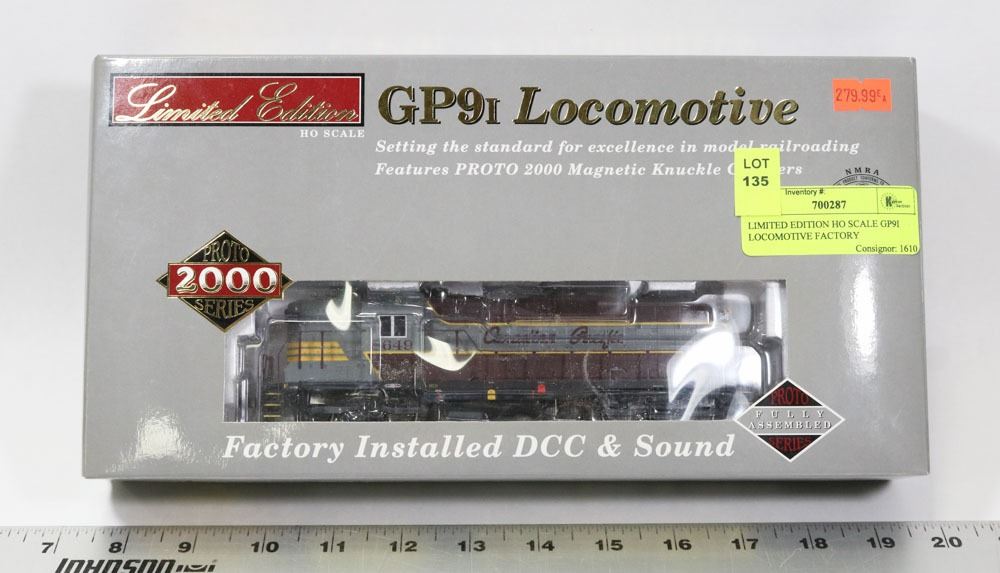 Limited Edition
HO SCALE
GP9I Locomotive
279.99 E A
Setting the standard for excellence in model railroading
Features PROTO 2000 Magnetic Knuckle
LOT
135
NMRA
Inventory #:
700287
LIMITED EDITION HO SCALE GP9I
LOCOMOTIVE FACTORY
Consignor: 1610
PROTO
2000
SERIES
649
Canadian Pacific
PROTO
FULLY
ASSEMBLED
SERIES
Factory Installed DCC & Sound
7 8 9 10 11 12 13 14 15 16 17 18 19 20
JOHNSON